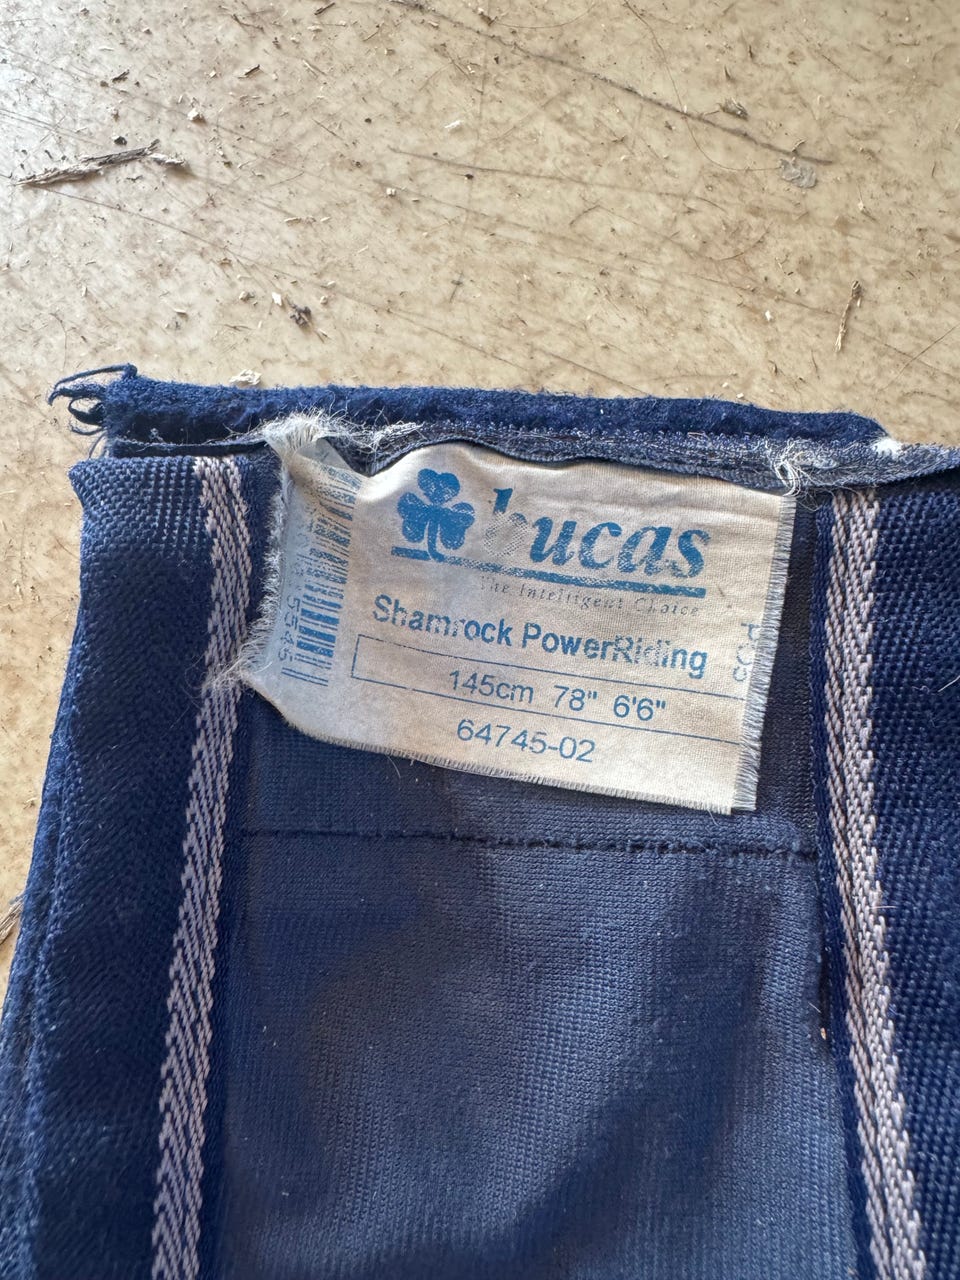 bucas
The Intelligent Choice
Shamrock PowerRiding
145cm 78" 6'6"
64745-02